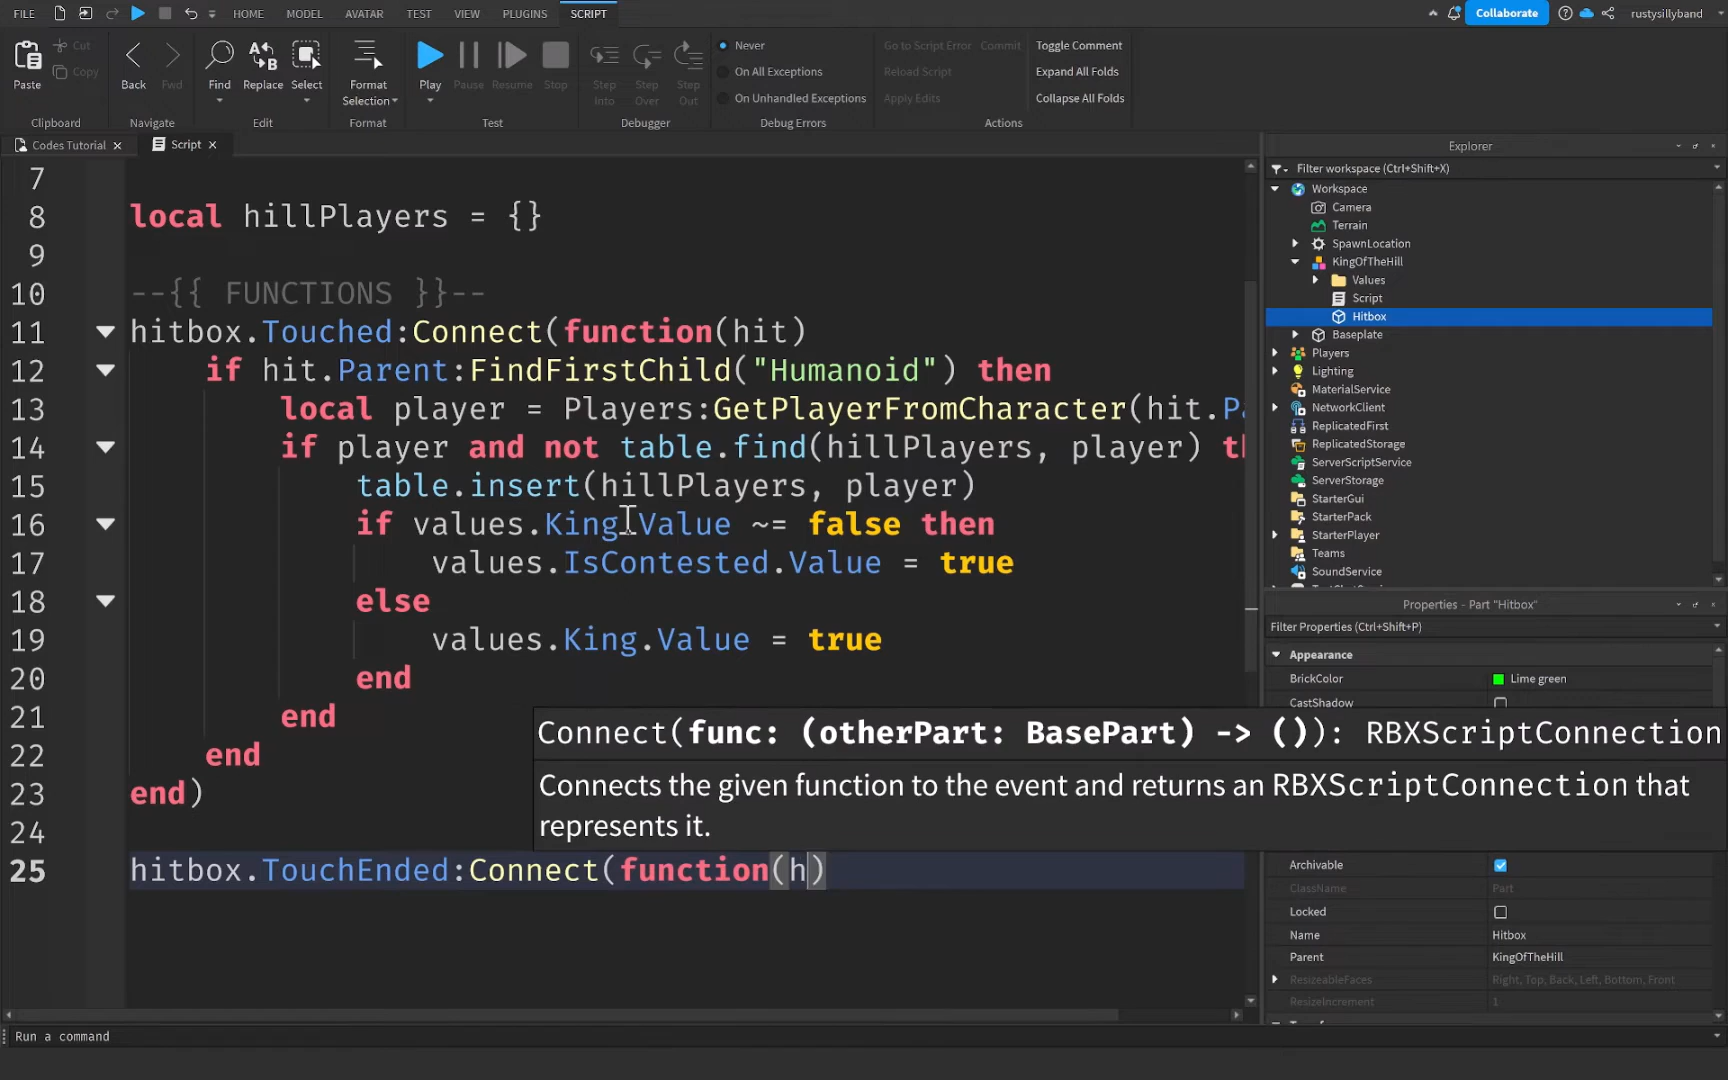 FILE HOME MODEL AVATAR TEST VIEW PLUGINS SCRIPT Collaborate rustysillyband
Paste Cut Copy Back Fwd Find Replace Select Format Selection Play Pause Resume Stop Step Into Step Over Step Out
Never
On All Exceptions
On Unhandled Exceptions
Go to Script Error Commit
Reload Script
Apply Edits
Toggle Comment
Expand All Folds
Collapse All Folds
Clipboard Navigate Edit Format Test Debugger Debug Errors Actions
Codes Tutorial Script
7
8 local hillPlayers = {}
9
10 --{{ FUNCTIONS }}--
11 hitbox.Touched:Connect(function(hit)
12 if hit.Parent:FindFirstChild("Humanoid") then
13 local player = Players:GetPlayerFromCharacter(hit.Pa
14 if player and not table.find(hillPlayers, player) th
15 table.insert(hillPlayers, player)
16 if values.King.Value ~= false then
17 values.IsContested.Value = true
18 else
19 values.King.Value = true
20 end
21 end
22 end
23 end)
24
25 hitbox.TouchEnded:Connect(function(h)
Connect(func: (otherPart: BasePart) -> ()): RBXScriptConnection
Connects the given function to the event and returns an RBXScriptConnection that
represents it.
Run a command
Explorer
Filter workspace (Ctrl+Shift+X)
Workspace
Camera
Terrain
SpawnLocation
KingOfTheHill
Values
Script
Hitbox
Baseplate
Players
Lighting
MaterialService
NetworkClient
ReplicatedFirst
ReplicatedStorage
ServerScriptService
ServerStorage
StarterGui
StarterPack
StarterPlayer
Teams
SoundService
Properties - Part "Hitbox"
Filter Properties (Ctrl+Shift+P)
Appearance
BrickColor Lime green
CastShadow
Archivable
ClassName Part
Locked
Name Hitbox
Parent KingOfTheHill
ResizeableFaces Right, Top, Back, Left, Bottom, Front
ResizeIncrement 1